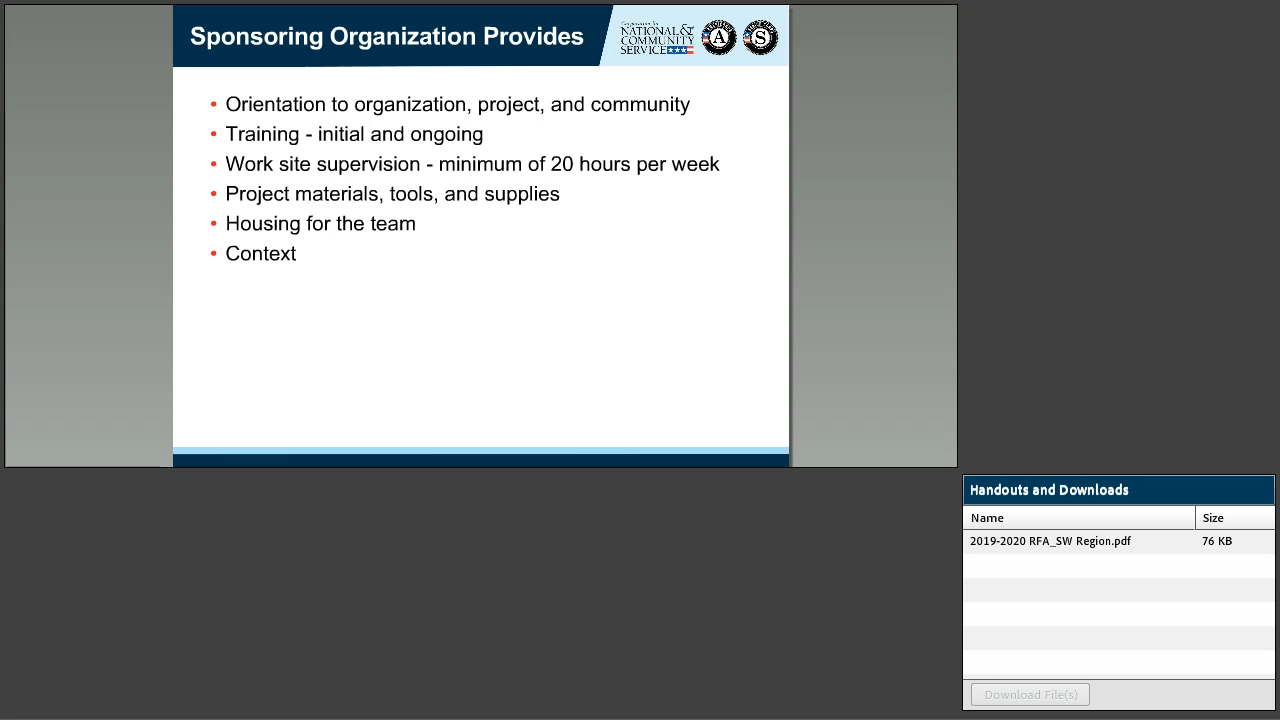 Sponsoring Organization Provides
Corporation for
NATIONAL &
COMMUNITY
SERVICE
A
S
• Orientation to organization, project, and community
• Training - initial and ongoing
• Work site supervision - minimum of 20 hours per week
• Project materials, tools, and supplies
• Housing for the team
• Context
Handouts and Downloads
Name Size
2019-2020 RFA_SW Region.pdf 76 KB
Download File(s)